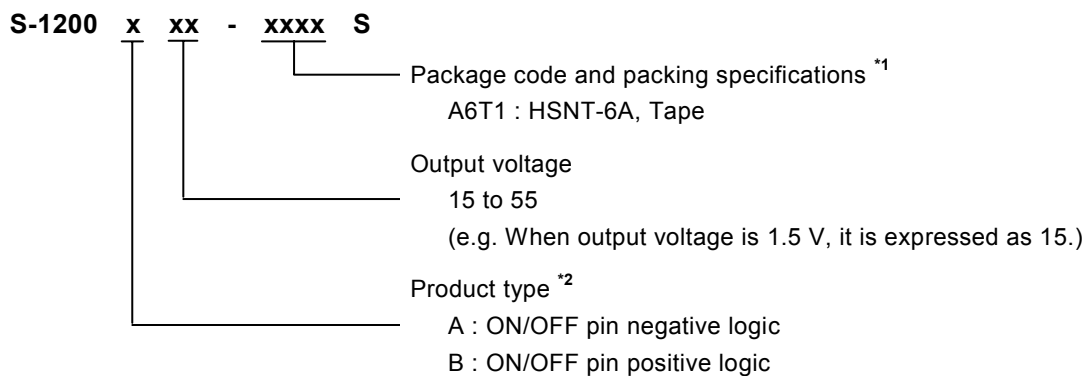 S-1200 x xx - xxxx S
Package code and packing specifications *1
A6T1 : HSNT-6A, Tape
Output voltage
15 to 55
(e.g. When output voltage is 1.5 V, it is expressed as 15.)
Product type *2
A : ON/OFF pin negative logic
B : ON/OFF pin positive logic